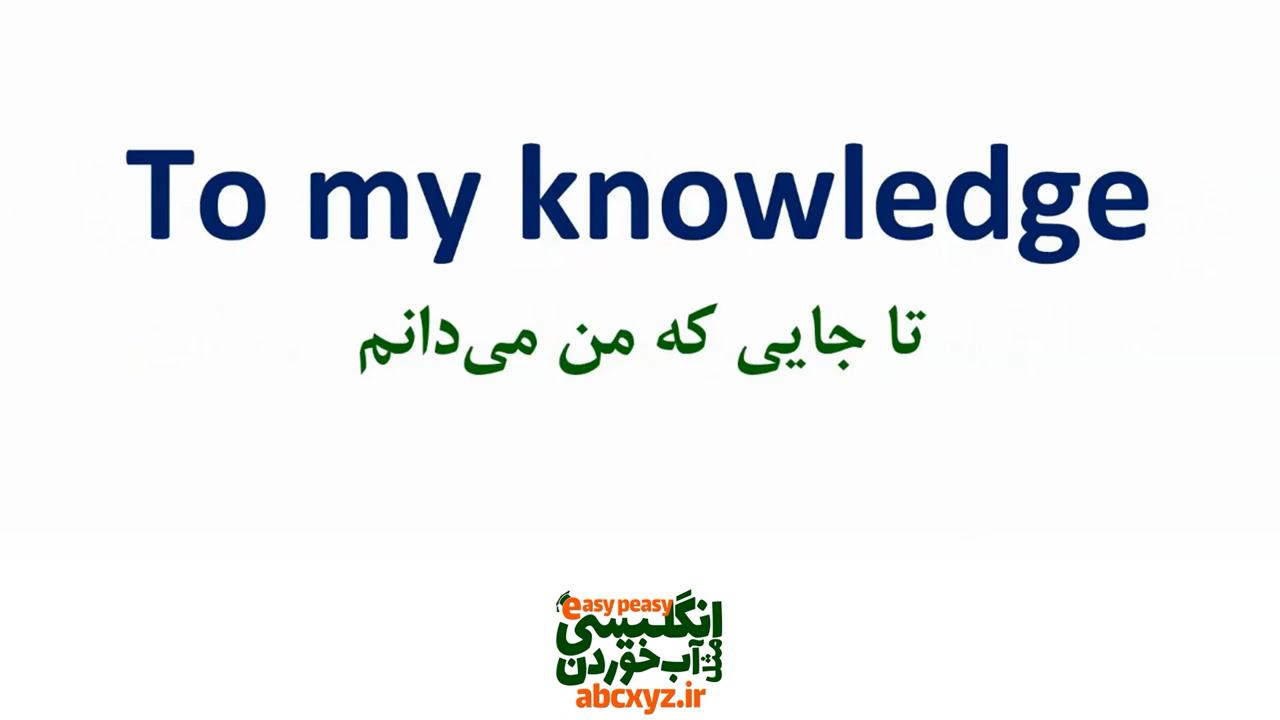 To my knowledge
تا جایی که من می‌دانم
easy peasy
انگلیسی
مثل آب خوردن
abcxyz.ir